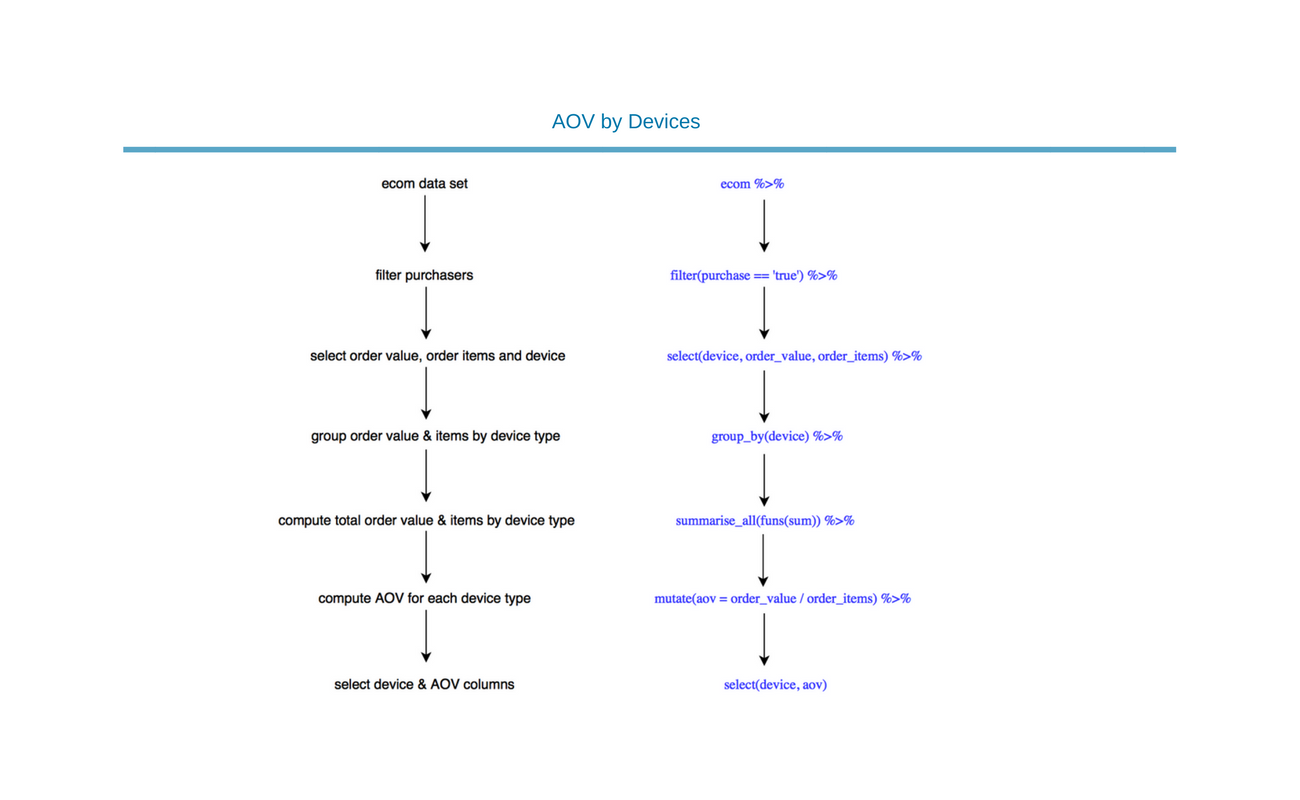 AOV by Devices
ecom data set
ecom %>%
filter purchasers
filter(purchase == 'true') %>%
select order value, order items and device
select(device, order_value, order_items) %>%
group order value & items by device type
group_by(device) %>%
compute total order value & items by device type
summarise_all(funs(sum)) %>%
compute AOV for each device type
mutate(aov = order_value / order_items) %>%
select device & AOV columns
select(device, aov)